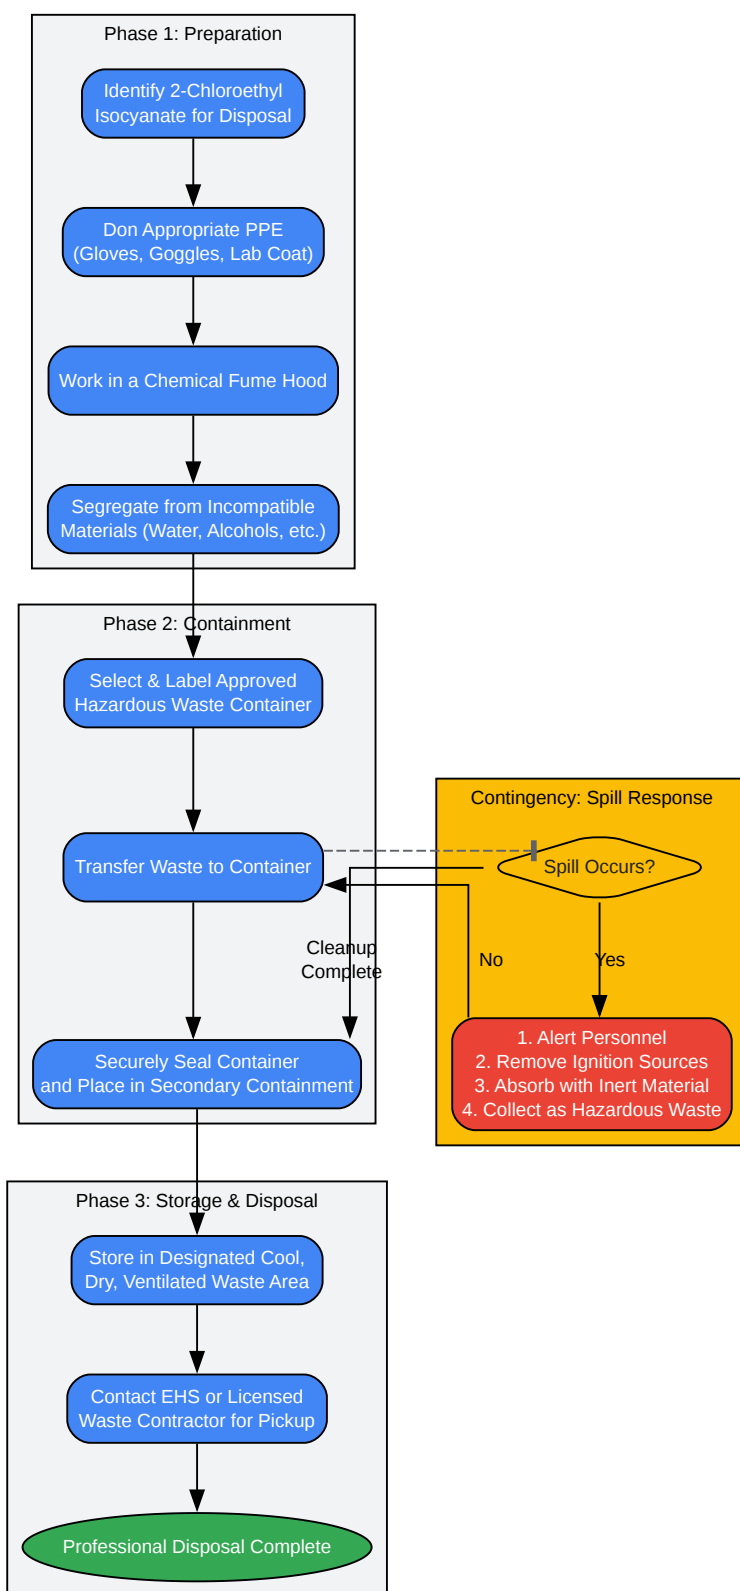 Phase 1: Preparation
Identify 2-Chloroethyl
Isocyanate for Disposal
Don Appropriate PPE
(Gloves, Goggles, Lab Coat)
Work in a Chemical Fume Hood
Segregate from Incompatible
Materials (Water, Alcohols, etc.)
Phase 2: Containment
Select & Label Approved
Hazardous Waste Container
Transfer Waste to Container
Cleanup
Complete
Securely Seal Container
and Place in Secondary Containment
Contingency: Spill Response
Spill Occurs?
No
Yes
1. Alert Personnel
2. Remove Ignition Sources
3. Absorb with Inert Material
4. Collect as Hazardous Waste
Phase 3: Storage & Disposal
Store in Designated Cool,
Dry, Ventilated Waste Area
Contact EHS or Licensed
Waste Contractor for Pickup
Professional Disposal Complete